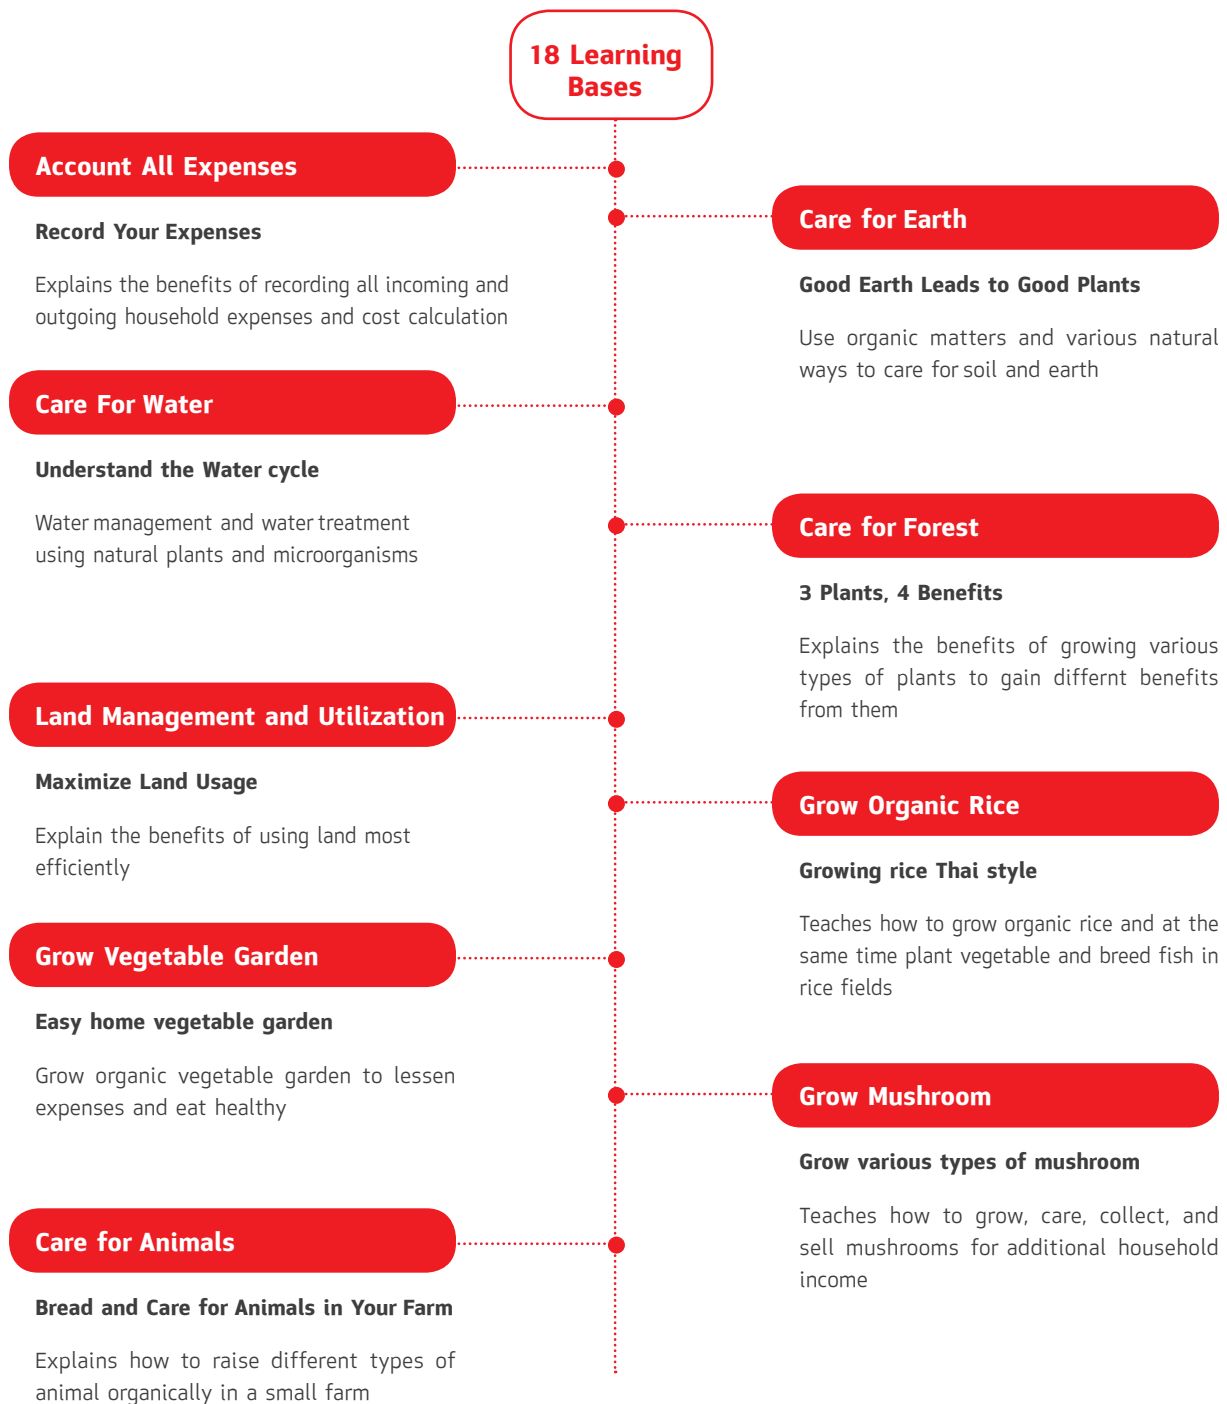 18 Learning
Bases
Account All Expenses
Record Your Expenses
Explains the benefits of recording all incoming and
outgoing household expenses and cost calculation
Care for Earth
Good Earth Leads to Good Plants
Use organic matters and various natural
ways to care for soil and earth
Care For Water
Understand the Water cycle
Water management and water treatment
using natural plants and microorganisms
Care for Forest
3 Plants, 4 Benefits
Explains the benefits of growing various
types of plants to gain differnt benefits
from them
Land Management and Utilization
Maximize Land Usage
Explain the benefits of using land most
efficiently
Grow Organic Rice
Growing rice Thai style
Teaches how to grow organic rice and at the
same time plant vegetable and breed fish in
rice fields
Grow Vegetable Garden
Easy home vegetable garden
Grow organic vegetable garden to lessen
expenses and eat healthy
Grow Mushroom
Grow various types of mushroom
Teaches how to grow, care, collect, and
sell mushrooms for additional household
income
Care for Animals
Bread and Care for Animals in Your Farm
Explains how to raise different types of
animal organically in a small farm